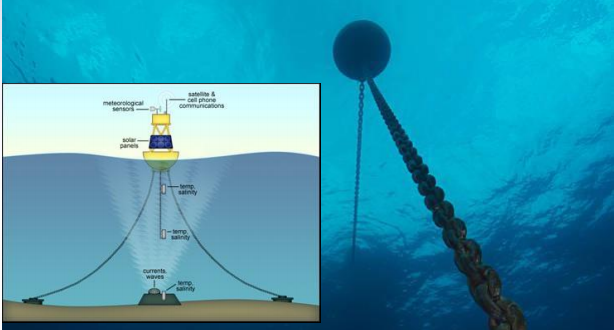 satellite &
cell phone
communications
meteorological
sensors
solar
panels
temp,
salinity
temp,
salinity
currents,
waves
temp,
salinity